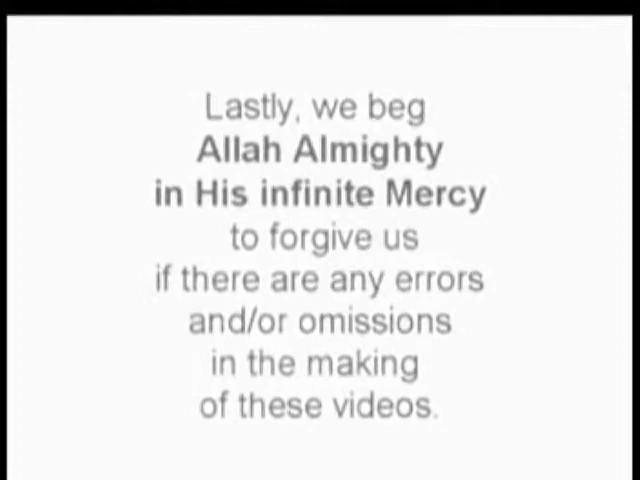 Lastly, we beg
Allah Almighty
in His infinite Mercy
to forgive us
if there are any errors
and/or omissions
in the making
of these videos.